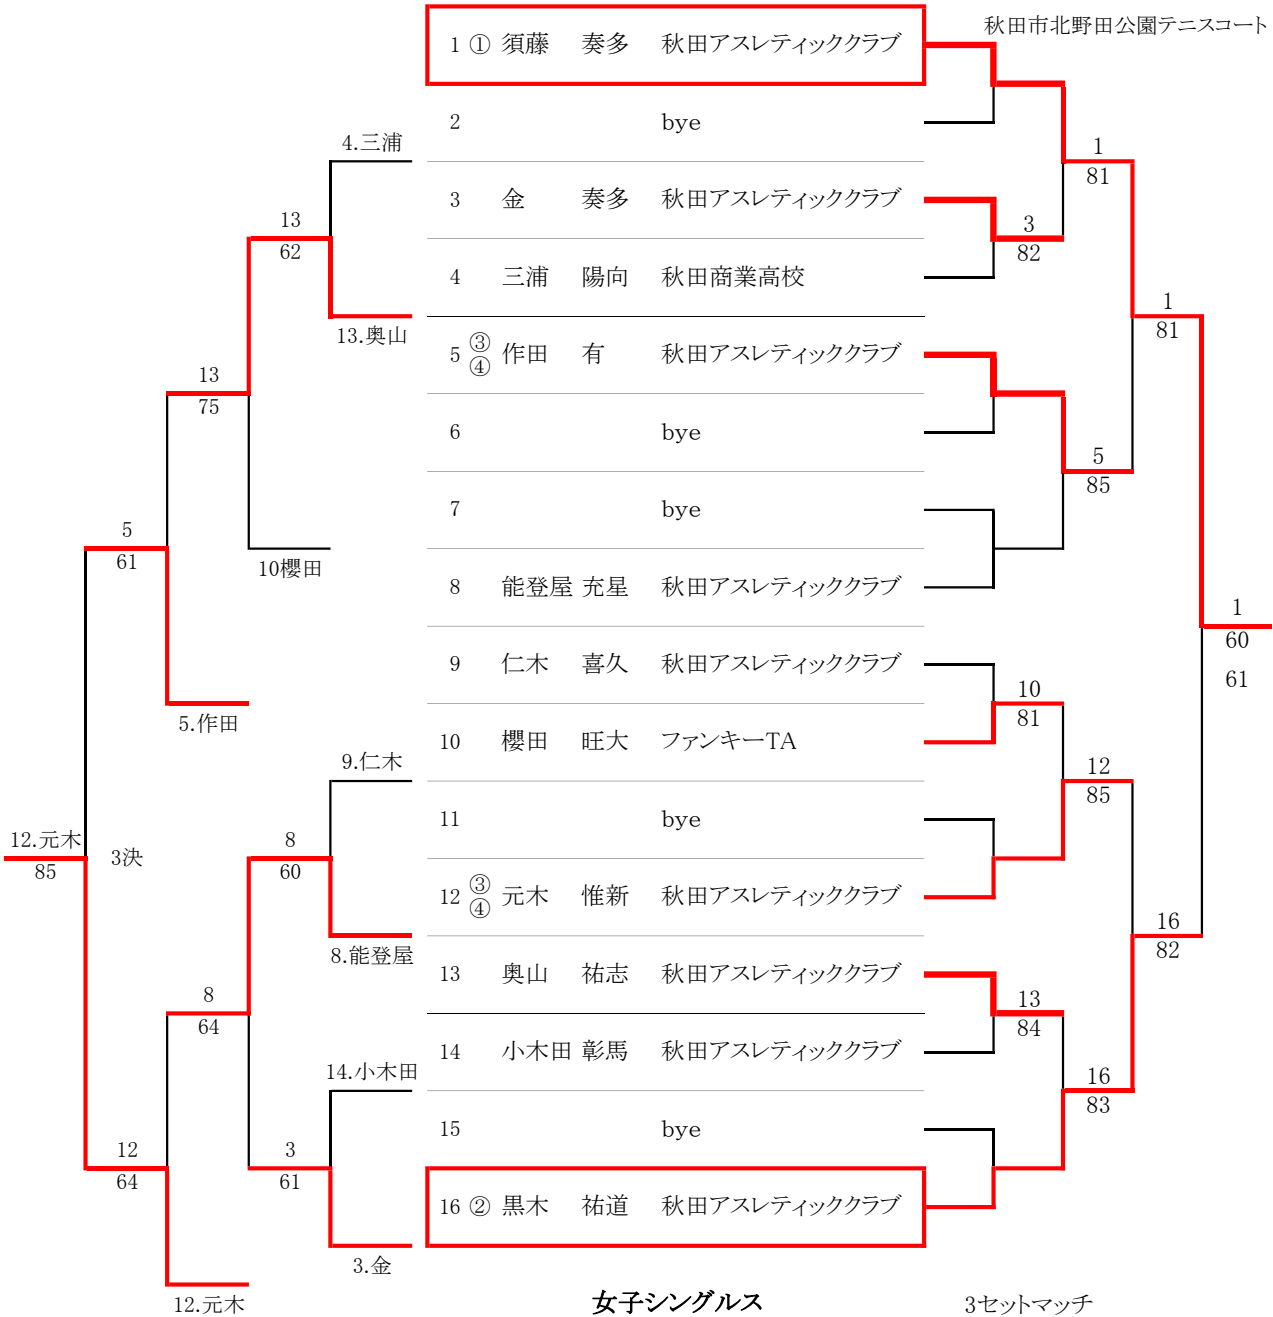 秋田市北野田公園テニスコート
1 ① 須藤 奏多 秋田アスレティッククラブ
2 bye
3 金 奏多 秋田アスレティッククラブ
4 三浦 陽向 秋田商業高校
5 ③④ 作田 有 秋田アスレティッククラブ
6 bye
7 bye
8 能登屋 充星 秋田アスレティッククラブ
9 仁木 喜久 秋田アスレティッククラブ
10 櫻田 旺大 ファンキーTA
11 bye
12 ③④ 元木 惟新 秋田アスレティッククラブ
13 奥山 祐志 秋田アスレティッククラブ
14 小木田 彰馬 秋田アスレティッククラブ
15 bye
16 ② 黒木 祐道 秋田アスレティッククラブ
4.三浦
13
62
13.奥山
13
75
10櫻田
5
61
5.作田
9.仁木
12.元木
85
3決
8
60
8.能登屋
8
64
14.小木田
12
64
3
61
3.金
12.元木
1
81
3
82
1
81
5
85
1
60
61
10
81
12
85
16
82
13
84
16
83
女子シングルス
3セットマッチ